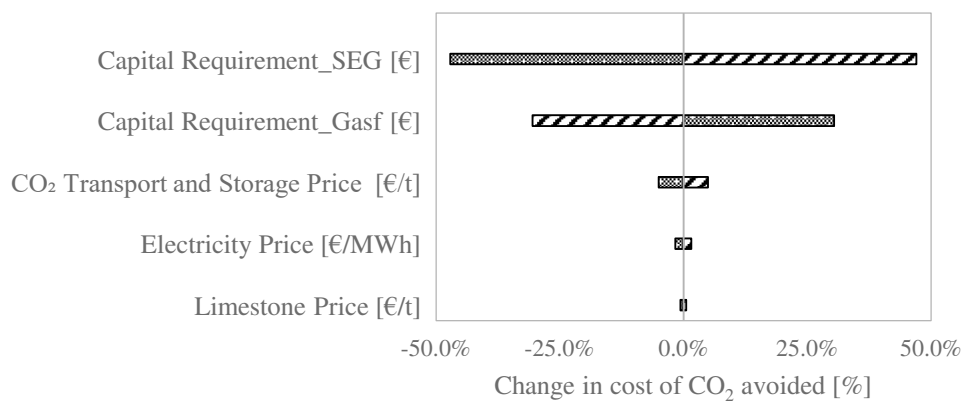 Capital Requirement_SEG [€]
Capital Requirement_Gasf [€]
CO₂ Transport and Storage Price [€/t]
Electricity Price [€/MWh]
Limestone Price [€/t]
-50.0% -25.0% 0.0% 25.0% 50.0%
Change in cost of CO₂ avoided [%]